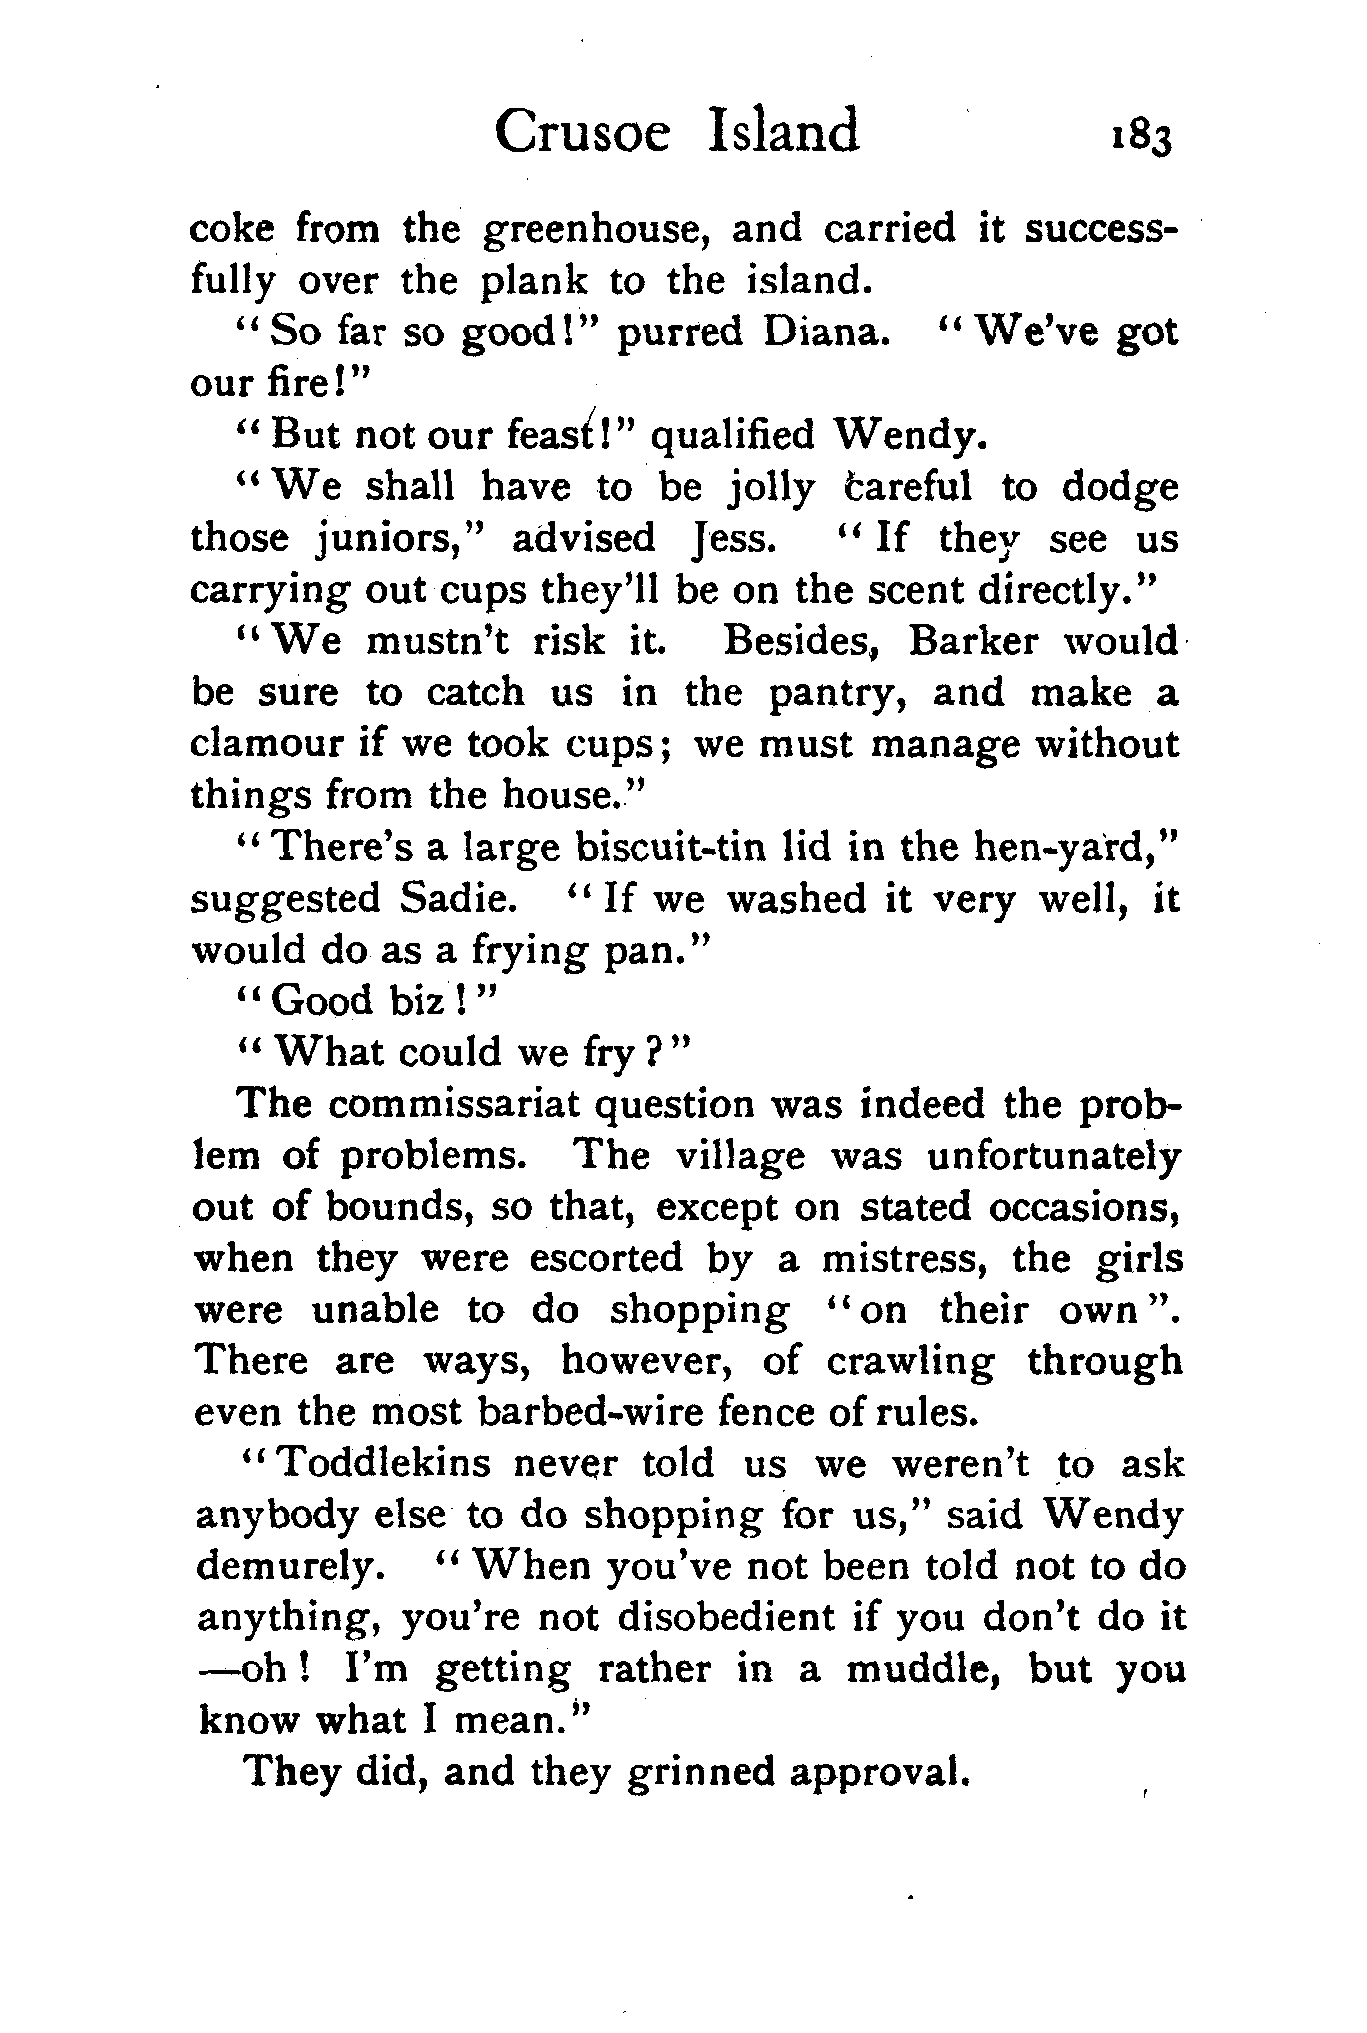 Crusoe Island 183
coke from the greenhouse, and carried it success-
fully over the plank to the island.
"So far so good!" purred Diana. "We've got
our fire!"
"But not our feast!" qualified Wendy.
"We shall have to be jolly careful to dodge
those juniors," advised Jess. "If they see us
carrying out cups they'll be on the scent directly."
"We mustn't risk it. Besides, Barker would
be sure to catch us in the pantry, and make a
clamour if we took cups; we must manage without
things from the house."
"There's a large biscuit-tin lid in the hen-yard,"
suggested Sadie. "If we washed it very well, it
would do as a frying pan."
"Good biz!"
"What could we fry?"
The commissariat question was indeed the prob-
lem of problems. The village was unfortunately
out of bounds, so that, except on stated occasions,
when they were escorted by a mistress, the girls
were unable to do shopping "on their own".
There are ways, however, of crawling through
even the most barbed-wire fence of rules.
"Toddlekins never told us we weren't to ask
anybody else to do shopping for us," said Wendy
demurely. "When you've not been told not to do
anything, you're not disobedient if you don't do it
—oh! I'm getting rather in a muddle, but you
know what I mean."
They did, and they grinned approval.